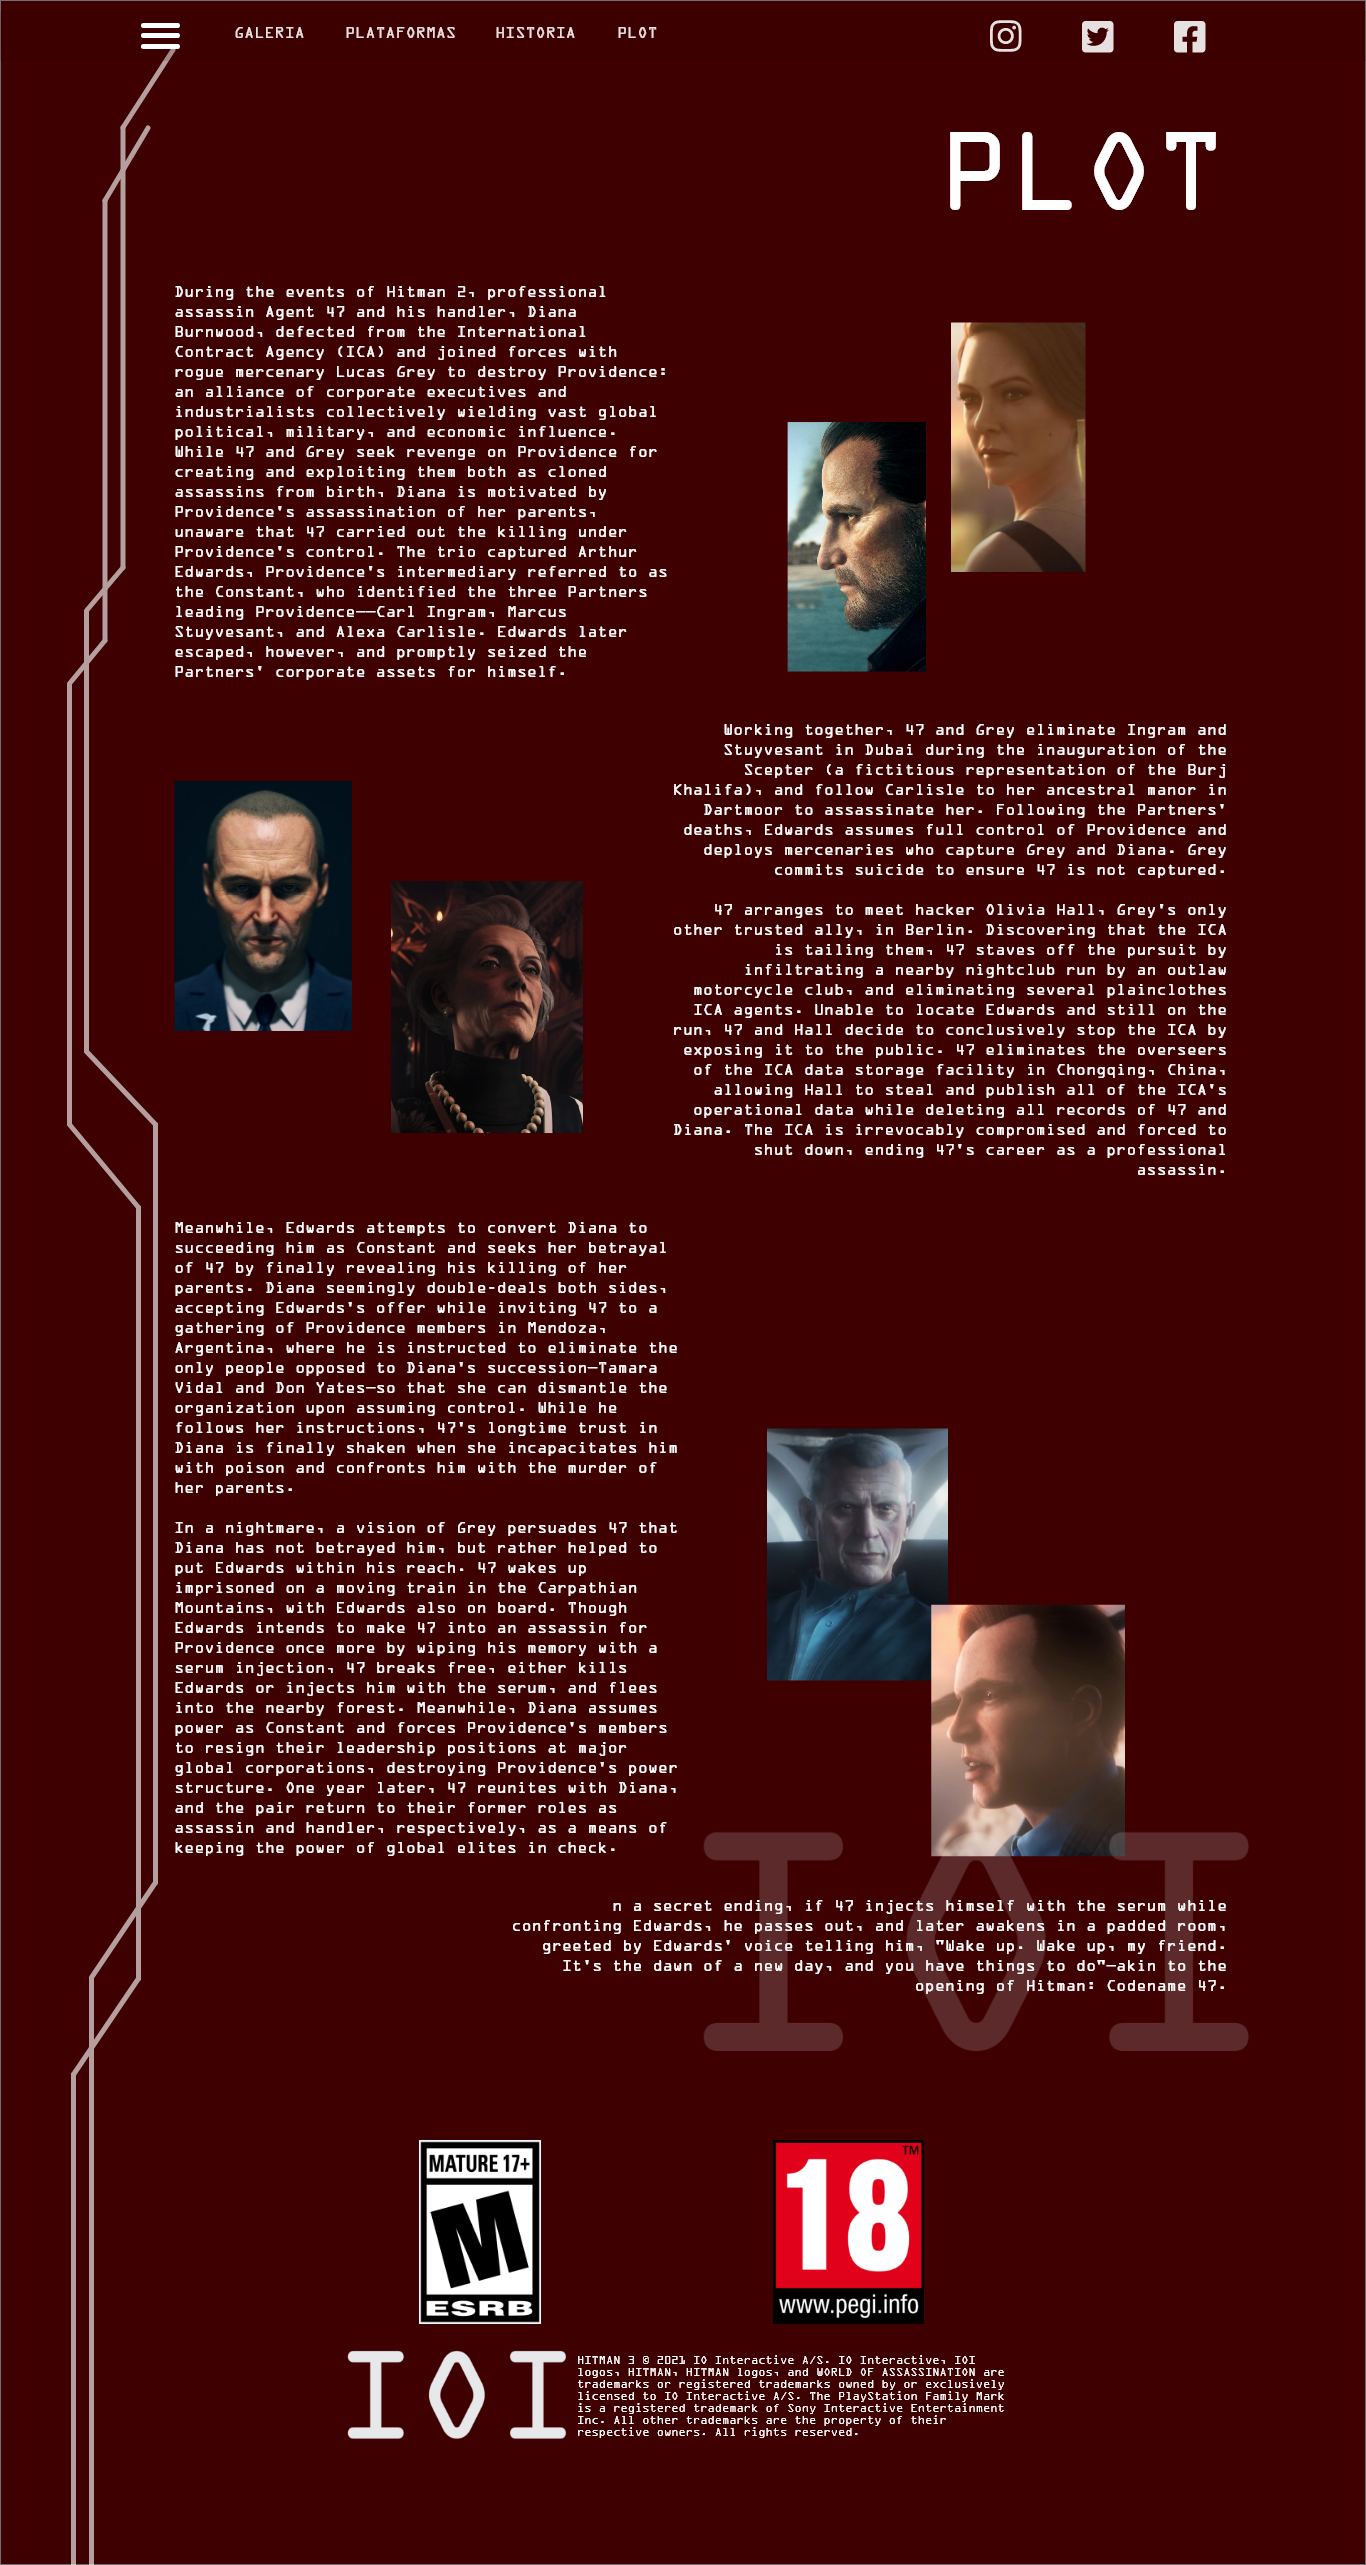 GALERIA PLATAFORMAS HISTORIA PLOT
PLOT
During the events of Hitman 2, professional
assassin Agent 47 and his handler, Diana
Burnwood, defected from the International
Contract Agency (ICA) and joined forces with
rogue mercenary Lucas Grey to destroy Providence:
an alliance of corporate executives and
industrialists collectively wielding vast global
political, military, and economic influence.
While 47 and Grey seek revenge on Providence for
creating and exploiting them both as cloned
assassins from birth, Diana is motivated by
Providence's assassination of her parents,
unaware that 47 carried out the killing under
Providence's control. The trio captured Arthur
Edwards, Providence's intermediary referred to as
the Constant, who identified the three Partners
leading Providence——Carl Ingram, Marcus
Stuyvesant, and Alexa Carlisle. Edwards later
escaped, however, and promptly seized the
Partners' corporate assets for himself.
Working together, 47 and Grey eliminate Ingram and
Stuyvesant in Dubai during the inauguration of the
Scepter (a fictitious representation of the Burj
Khalifa), and follow Carlisle to her ancestral manor in
Dartmoor to assassinate her. Following the Partners'
deaths, Edwards assumes full control of Providence and
deploys mercenaries who capture Grey and Diana. Grey
commits suicide to ensure 47 is not captured.
47 arranges to meet hacker Olivia Hall, Grey's only
other trusted ally, in Berlin. Discovering that the ICA
is tailing them, 47 staves off the pursuit by
infiltrating a nearby nightclub run by an outlaw
motorcycle club, and eliminating several plainclothes
ICA agents. Unable to locate Edwards and still on the
run, 47 and Hall decide to conclusively stop the ICA by
exposing it to the public. 47 eliminates the overseers
of the ICA data storage facility in Chongqing, China,
allowing Hall to steal and publish all of the ICA's
operational data while deleting all records of 47 and
Diana. The ICA is irrevocably compromised and forced to
shut down, ending 47's career as a professional
assassin.
Meanwhile, Edwards attempts to convert Diana to
succeeding him as Constant and seeks her betrayal
of 47 by finally revealing his killing of her
parents. Diana seemingly double-deals both sides,
accepting Edwards's offer while inviting 47 to a
gathering of Providence members in Mendoza,
Argentina, where he is instructed to eliminate the
only people opposed to Diana's succession—Tamara
Vidal and Don Yates—so that she can dismantle the
organization upon assuming control. While he
follows her instructions, 47's longtime trust in
Diana is finally shaken when she incapacitates him
with poison and confronts him with the murder of
her parents.
In a nightmare, a vision of Grey persuades 47 that
Diana has not betrayed him, but rather helped to
put Edwards within his reach. 47 wakes up
imprisoned on a moving train in the Carpathian
Mountains, with Edwards also on board. Though
Edwards intends to make 47 into an assassin for
Providence once more by wiping his memory with a
serum injection, 47 breaks free, either kills
Edwards or injects him with the serum, and flees
into the nearby forest. Meanwhile, Diana assumes
power as Constant and forces Providence's members
to resign their leadership positions at major
global corporations, destroying Providence's power
structure. One year later, 47 reunites with Diana,
and the pair return to their former roles as
assassin and handler, respectively, as a means of
keeping the power of global elites in check.
IOI
n a secret ending, if 47 injects himself with the serum while
confronting Edwards, he passes out, and later awakens in a padded room,
greeted by Edwards' voice telling him, "Wake up. Wake up, my friend.
It's the dawn of a new day, and you have things to do"—akin to the
opening of Hitman: Codename 47.
MATURE 17+
M
ESRB
18
TM
www.pegi.info
IOI
HITMAN 3 © 2021 IO Interactive A/S. IO Interactive, IOI
logos, HITMAN, HITMAN logos, and WORLD OF ASSASSINATION are
trademarks or registered trademarks owned by or exclusively
licensed to IO Interactive A/S. The PlayStation Family Mark
is a registered trademark of Sony Interactive Entertainment
Inc. All other trademarks are the property of their
respective owners. All rights reserved.